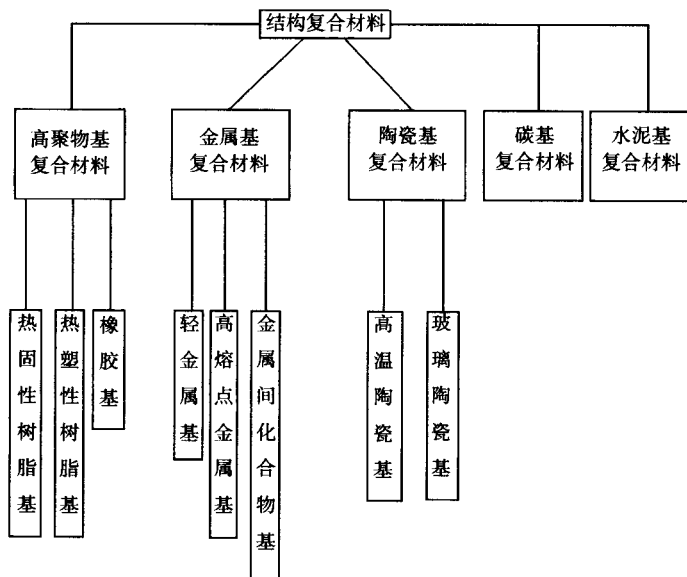 结构复合材料
高聚物基
复合材料
金属基
复合材料
陶瓷基
复合材料
碳基
复合材料
水泥基
复合材料
热固性树脂基
热塑性树脂基
橡胶基
轻金属基
高熔点金属基
金属间化合物基
高温陶瓷基
玻璃陶瓷基